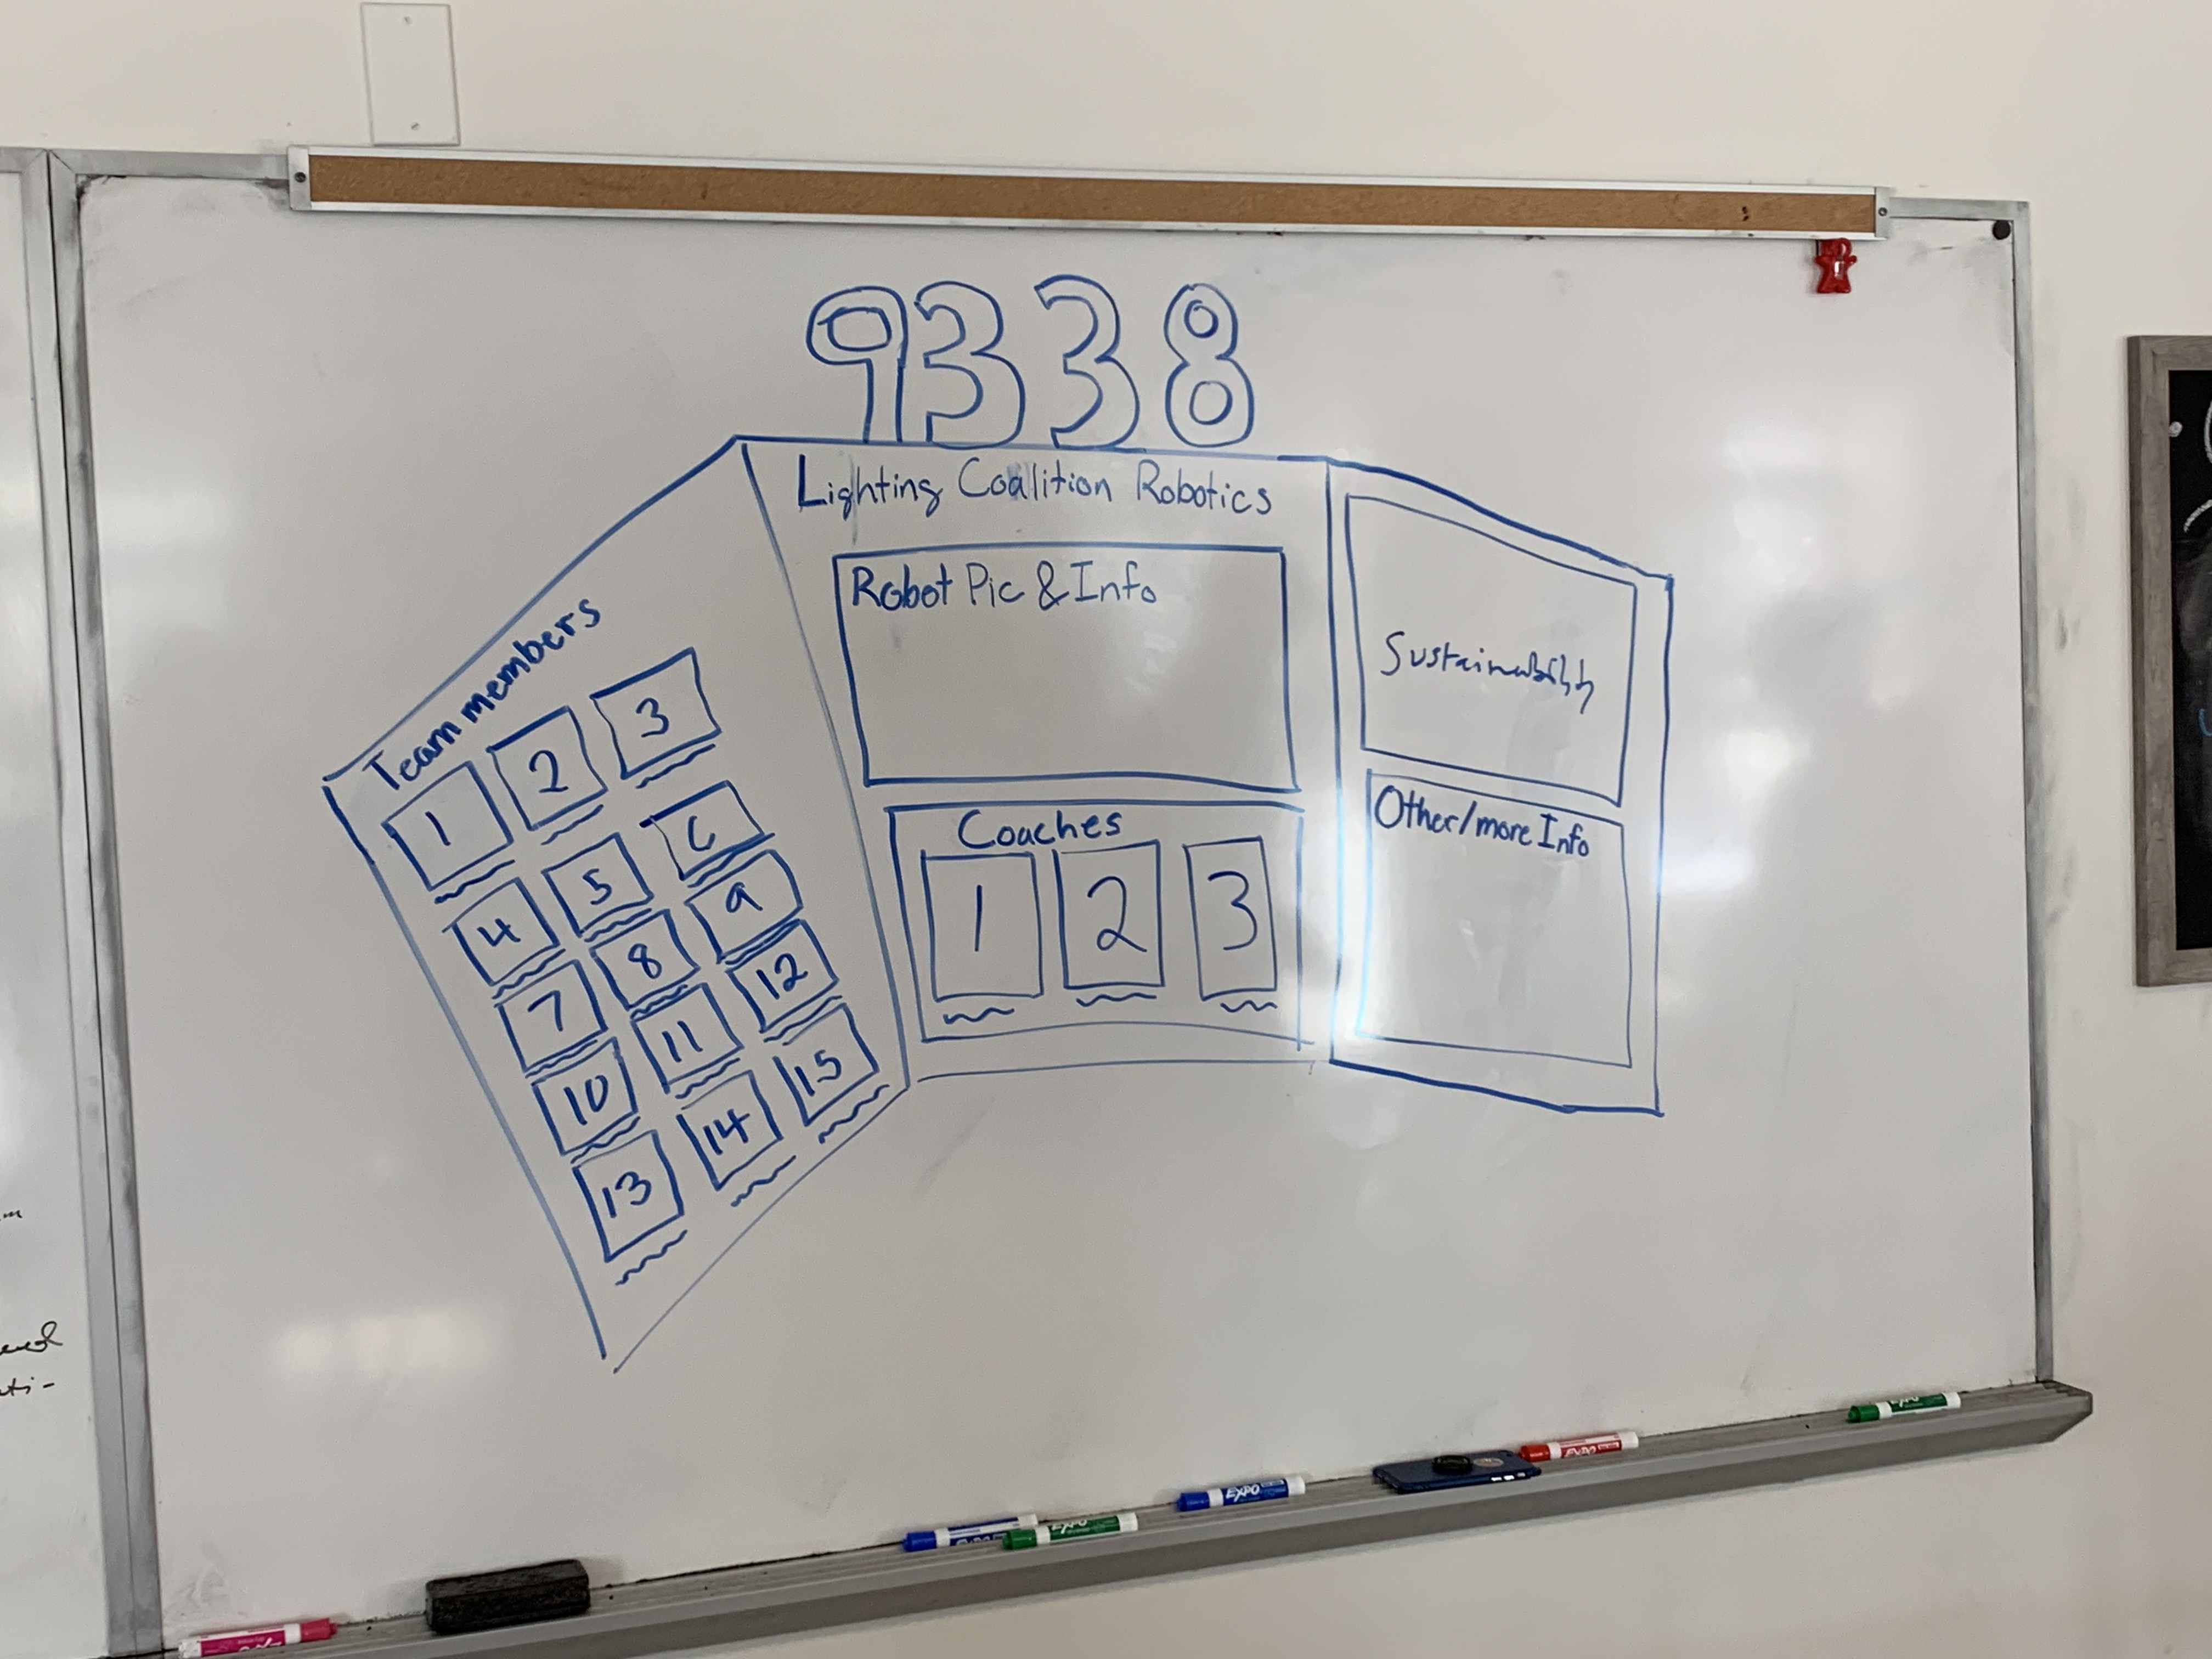 9338
Lighting Coalition Robotics
Team members
1 2 3
4 5 6
7 8 9
10 11 12
13 14 15
Robot Pic & Info
Coaches
1 2 3
Sustainability
Other/more Info
EXPO
EXPO
EXPO